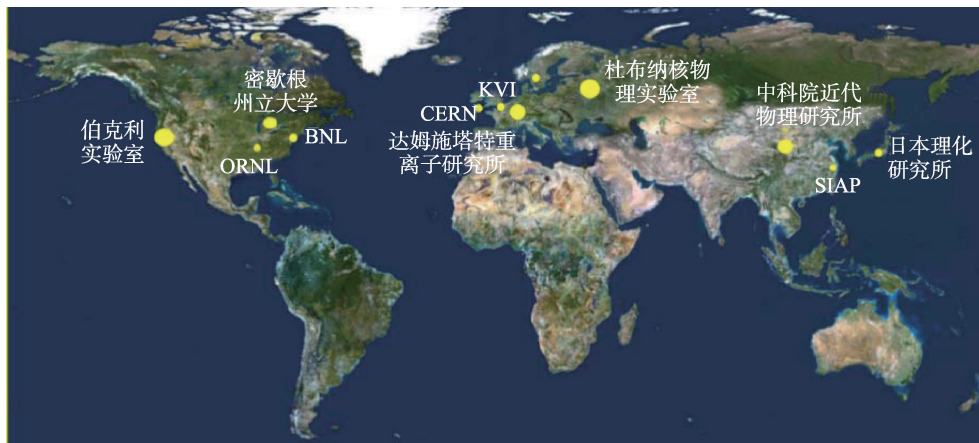 密歇根
州立大学
伯克利
实验室
BNL
ORNL
KVI
CERN
达姆施塔特重
离子研究所
杜布纳核物
理实验室
中科院近代
物理研究所
日本理化
研究所
SIAP